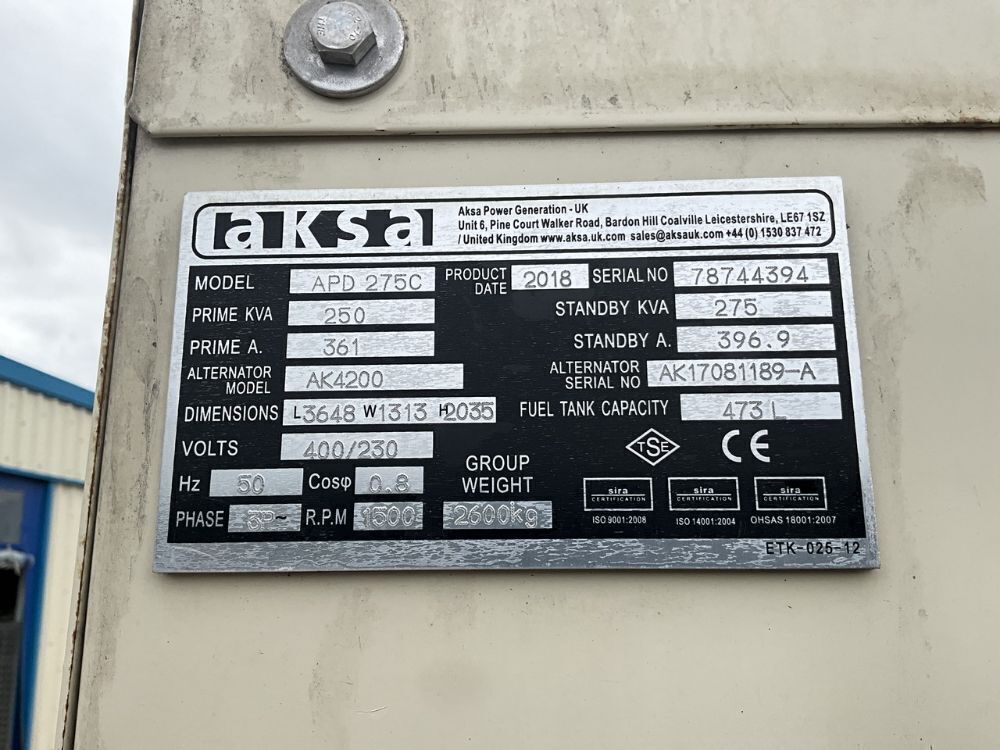 aksa
Aksa Power Generation - UK
Unit 6, Pine Court Walker Road, Bardon Hill Coalville Leicestershire, LE67 1SZ
/ United Kingdom www.aksa.uk.com sales@aksauk.com +44 (0) 1530 837 472
MODEL APD 275C PRODUCT DATE 2018 SERIAL NO 78744394
PRIME KVA 250 STANDBY KVA 275
PRIME A. 361 STANDBY A. 396.9
ALTERNATOR MODEL AK4200 ALTERNATOR SERIAL NO AK17081189-A
DIMENSIONS L3648 W1313 H2035 FUEL TANK CAPACITY 473 L
VOLTS 400/230 TSE CE
Hz 50 Cosφ 0.8 GROUP WEIGHT
PHASE 3P~ R.P.M 1500 2600kg
sira CERTIFICATION sira CERTIFICATION sira CERTIFICATION
ISO 9001:2008 ISO 14001:2004 OHSAS 18001:2007
ETK-025-12